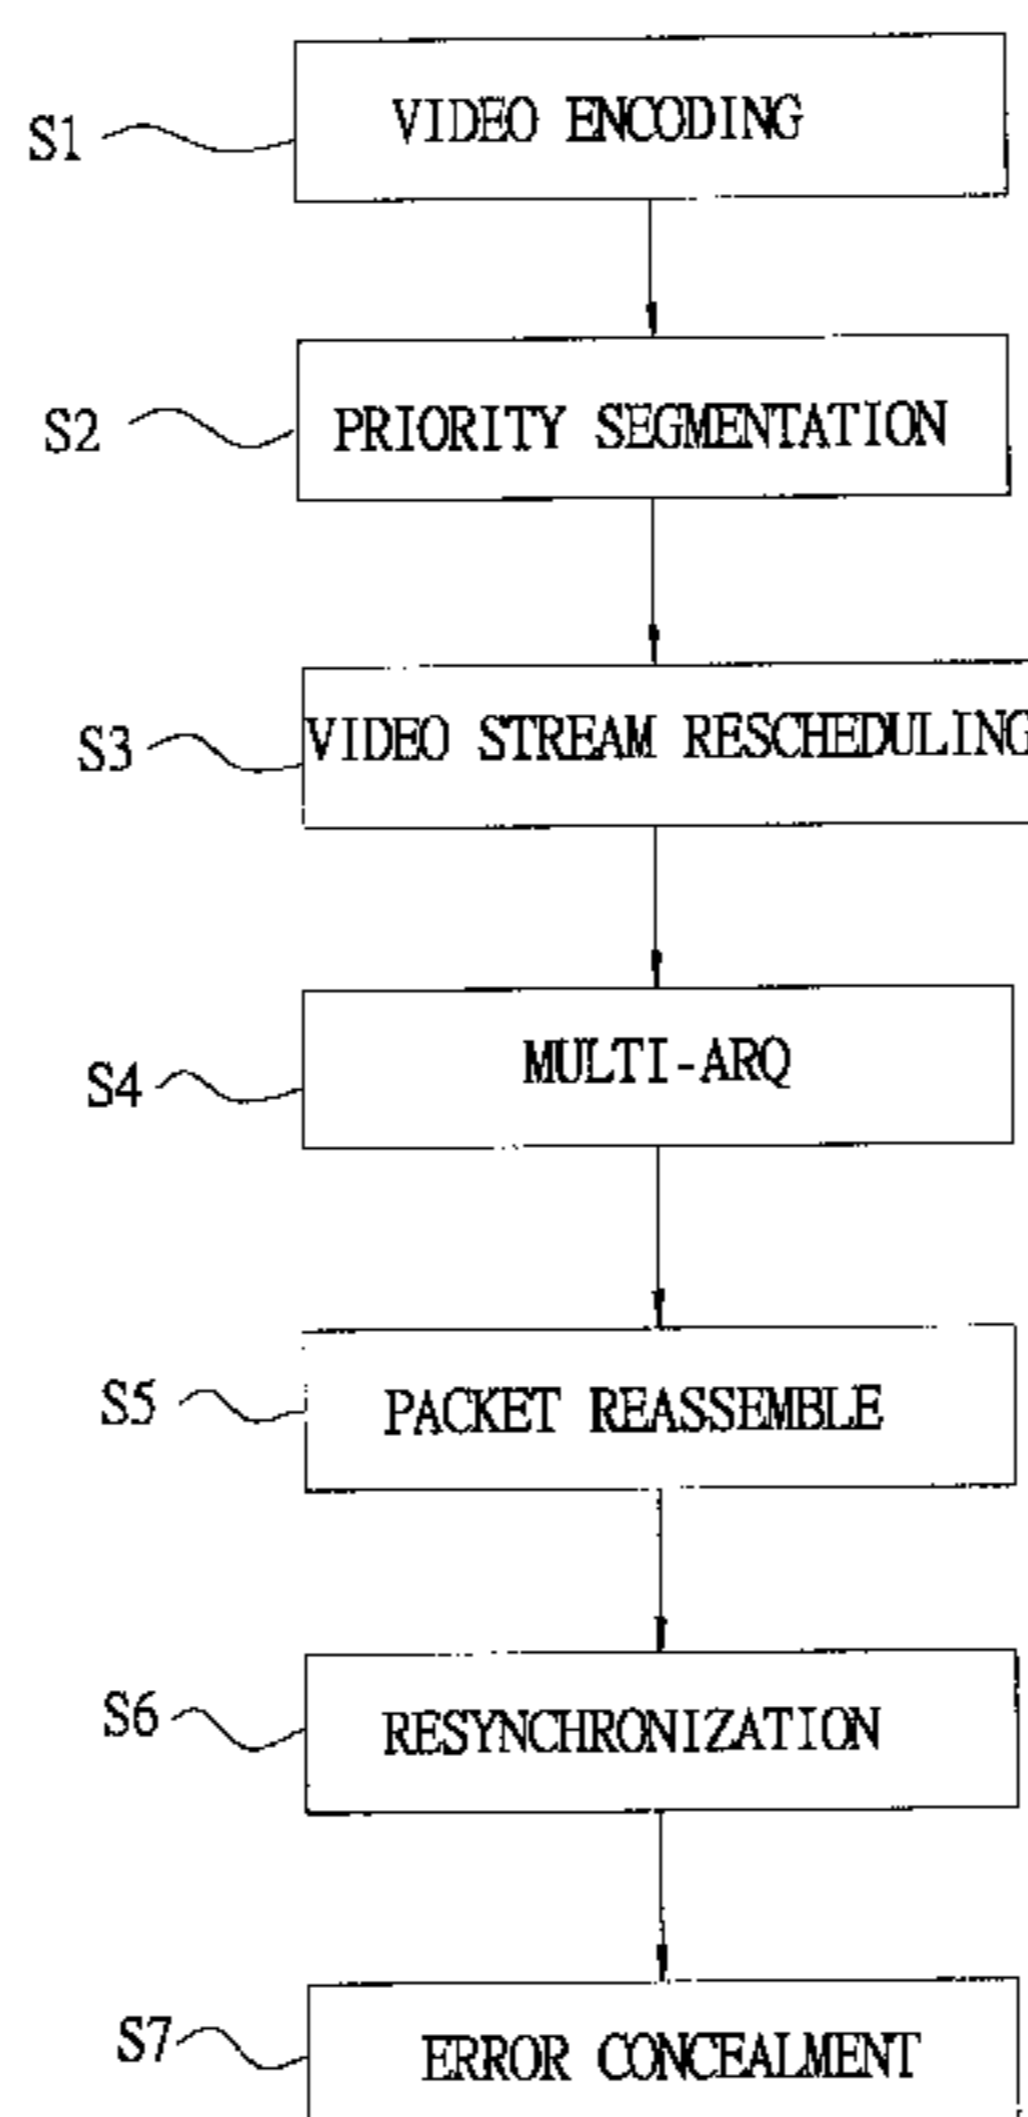 S1 VIDEO ENCODING
S2 PRIORITY SEGMENTATION
S3 VIDEO STREAM RESCHEDULING
S4 MULTI-ARQ
S5 PACKET REASSEMBLE
S6 RESYNCHRONIZATION
S7 ERROR CONCEALMENT